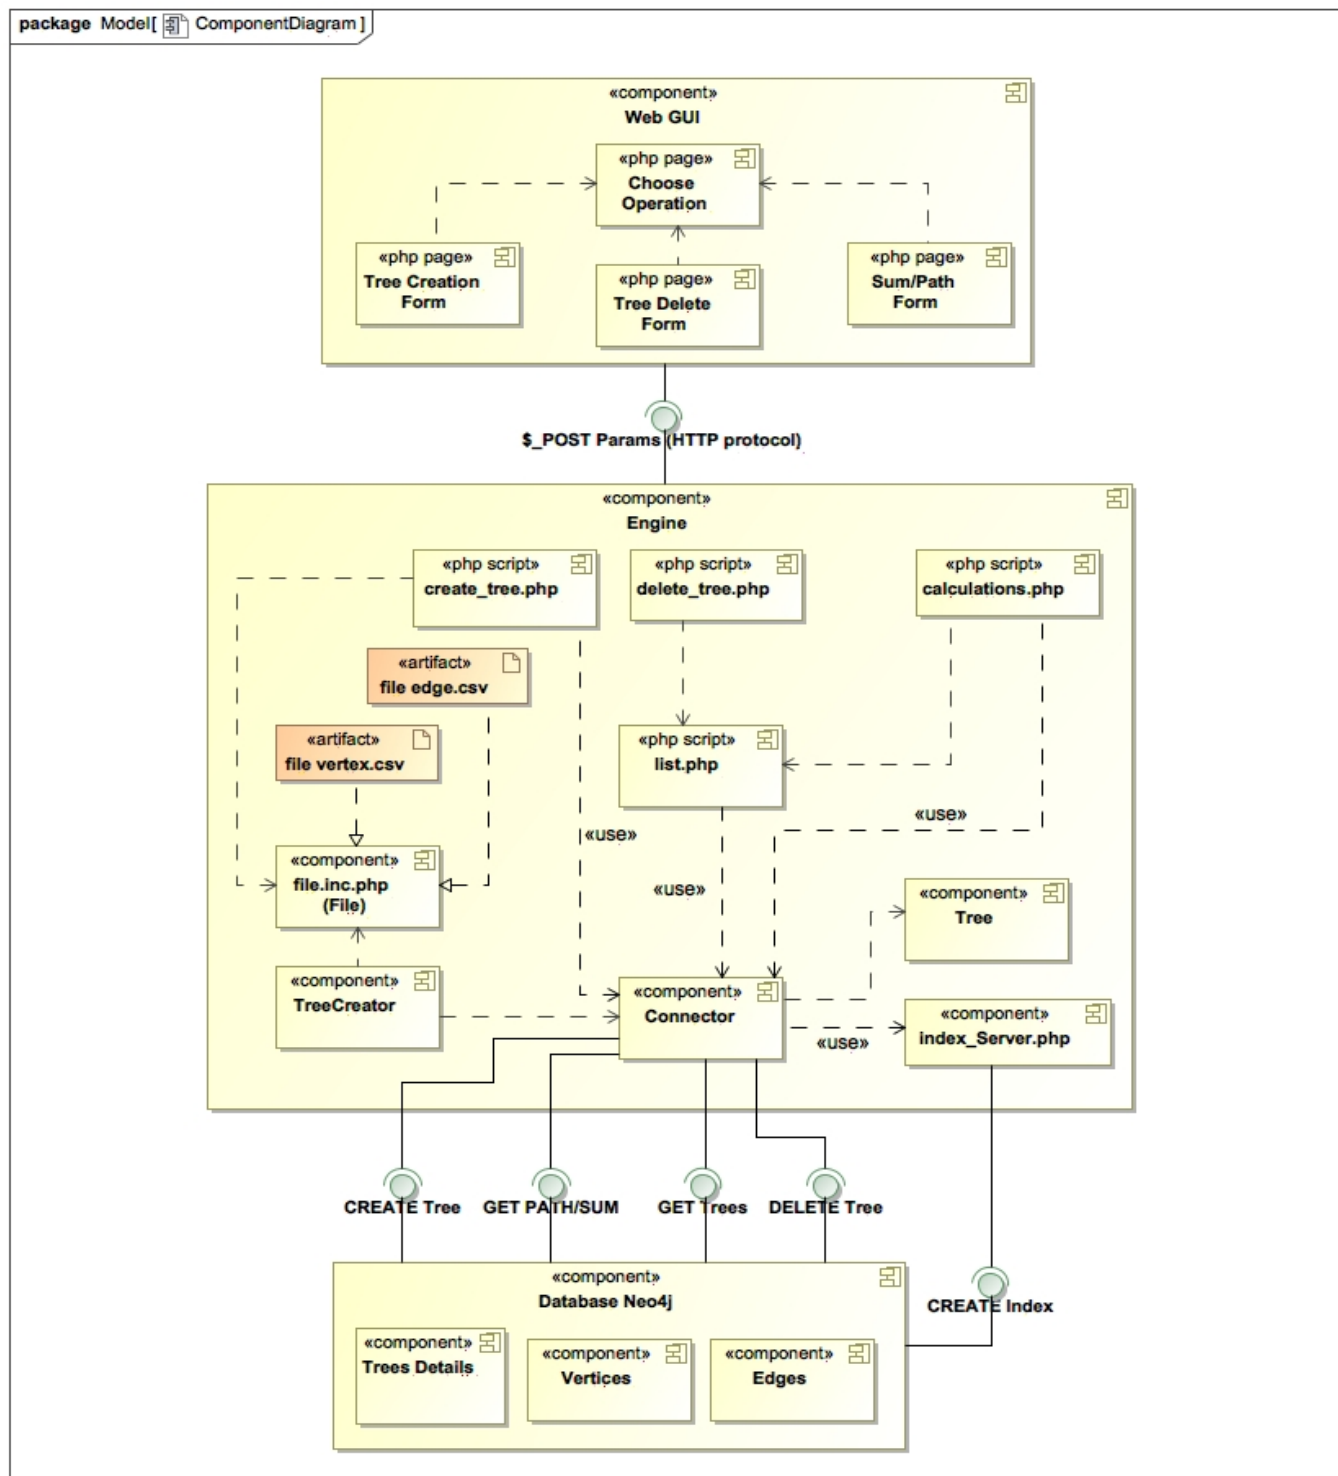 package Model[ ComponentDiagram ]
«component»
Web GUI
«php page»
Choose
Operation
«php page»
Tree Creation
Form
«php page»
Tree Delete
Form
«php page»
Sum/Path
Form
$_POST Params (HTTP protocol)
«component»
Engine
«php script»
create_tree.php
«php script»
delete_tree.php
«php script»
calculations.php
«artifact»
file edge.csv
«artifact»
file vertex.csv
«php script»
list.php
«use»
«use»
«use»
«component»
file.inc.php
(File)
«component»
Tree
«component»
TreeCreator
«component»
Connector
«component»
index_Server.php
«use»
CREATE Tree
GET PATH/SUM
GET Trees
DELETE Tree
CREATE Index
«component»
Database Neo4j
«component»
Trees Details
«component»
Vertices
«component»
Edges